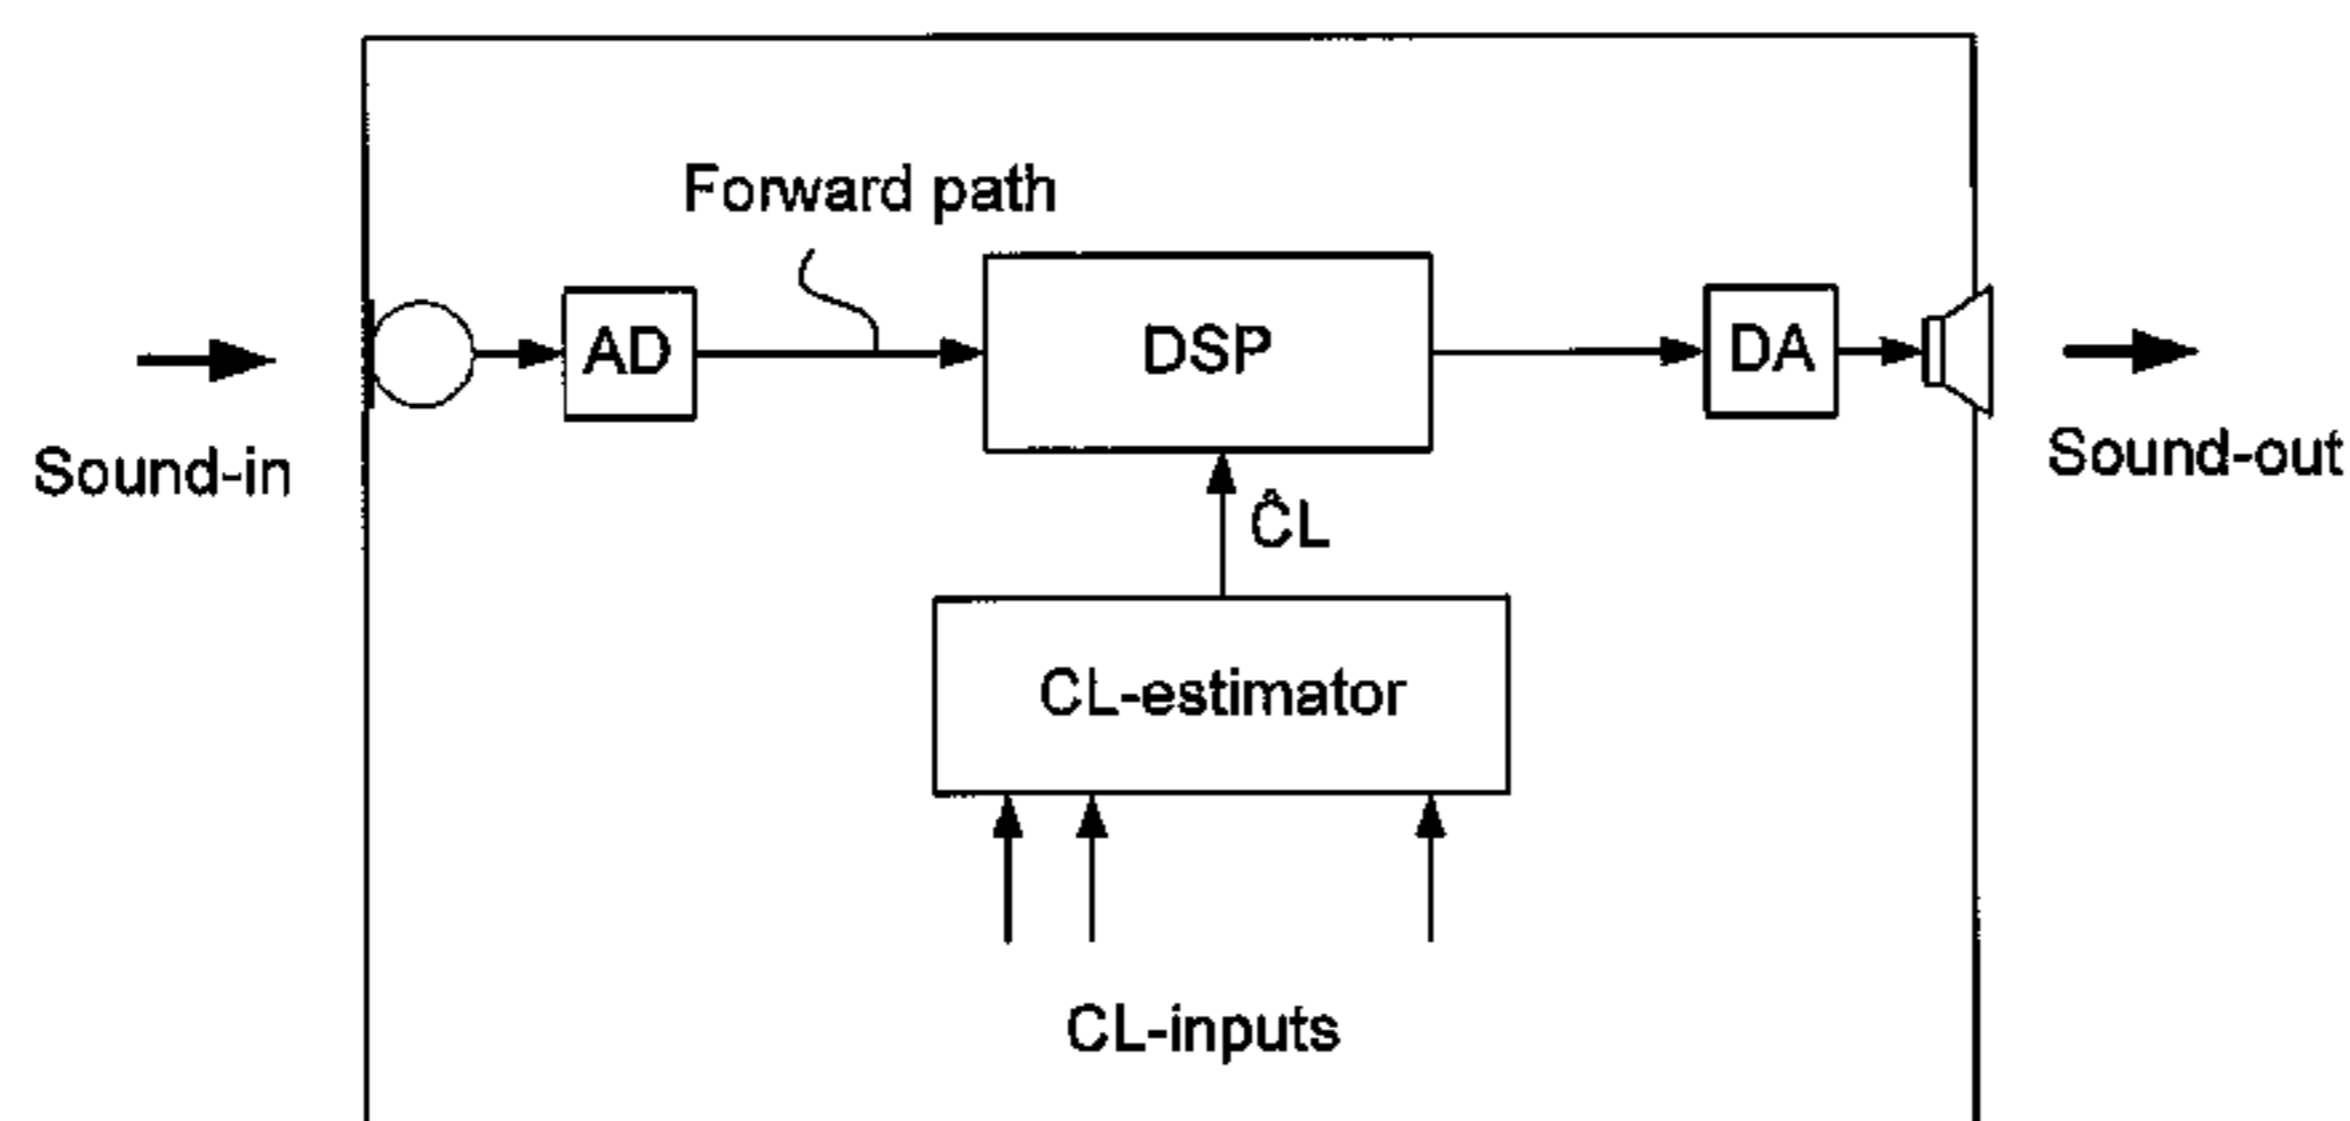 Forward path
AD
DSP
DA
Sound-in
Sound-out
ĈL
CL-estimator
CL-inputs